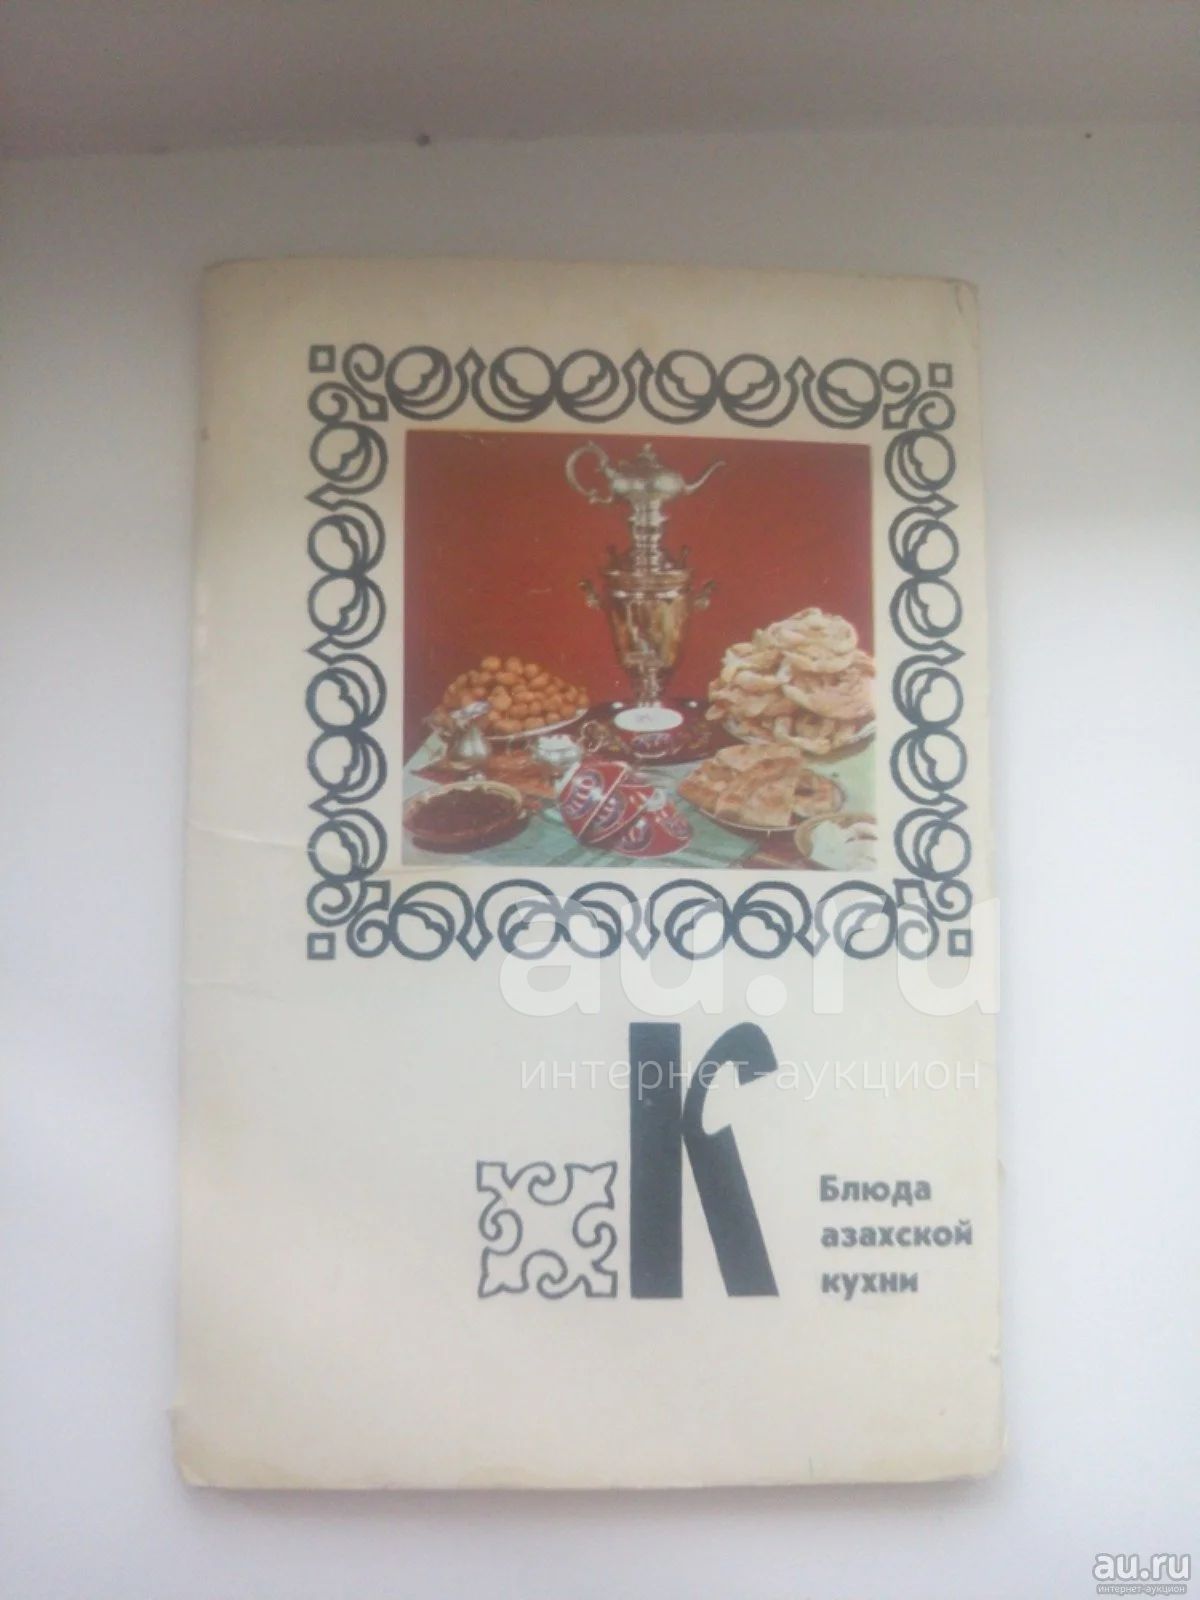 au.ru
интернет-аукцион
К
Блюда
азахской
кухни
au.ru
интернет-аукцион